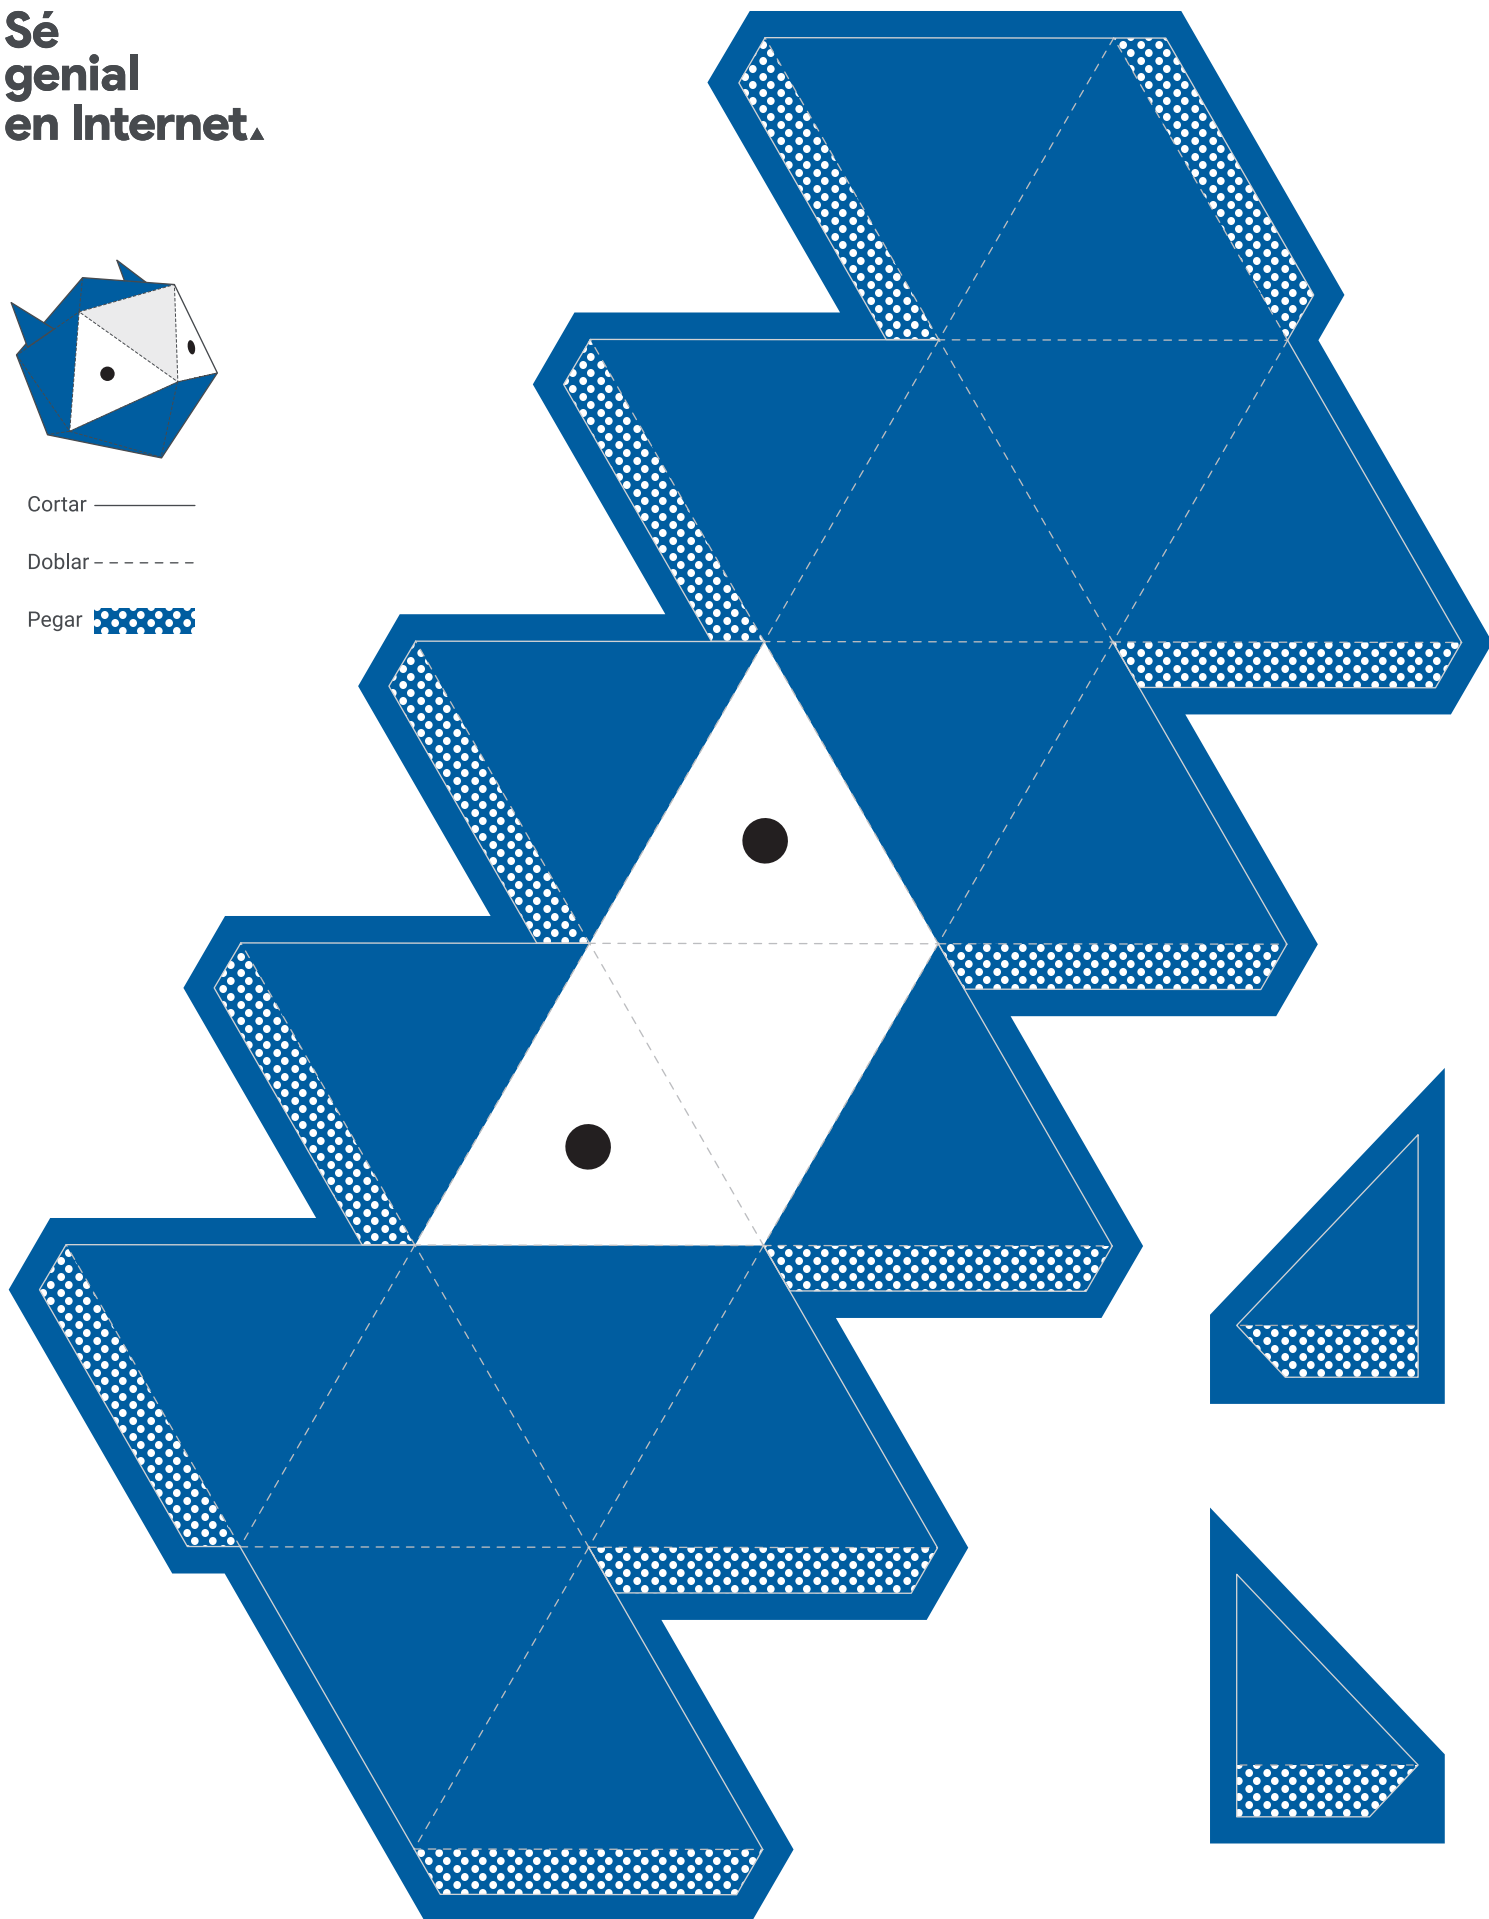 Sé
genial
en Internet.
Cortar
Doblar
Pegar